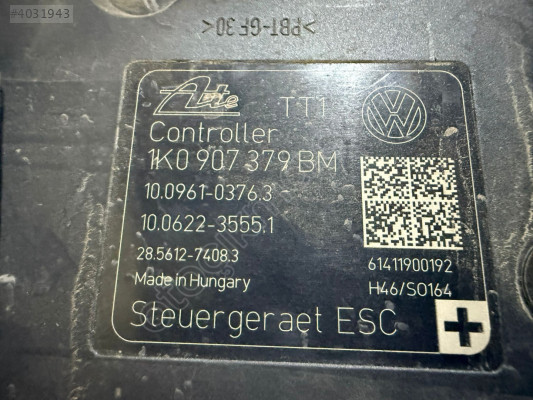 #4031943
>PBT-GF30<
Ate TT1
Controller
1K0 907 379 BM
10.0961-0376.3
10.0622-3555.1
28.5612-7408.3 61411900192
Made in Hungary H46/S0164
Steuergeraet ESC